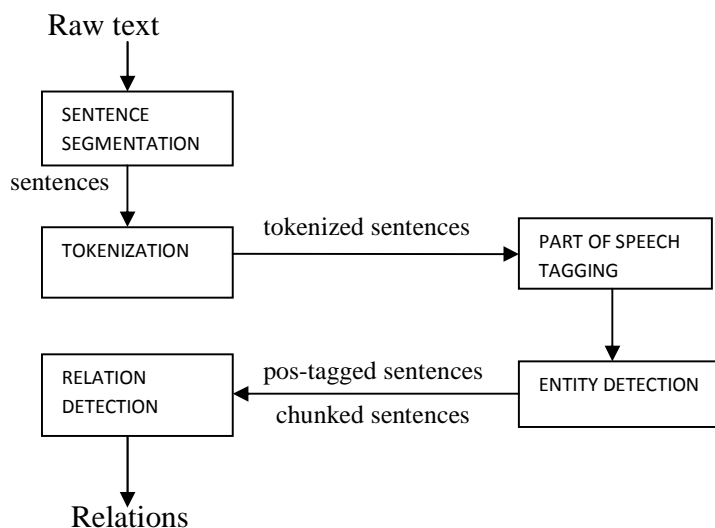 Raw text
SENTENCE
SEGMENTATION
sentences
TOKENIZATION
tokenized sentences
PART OF SPEECH
TAGGING
RELATION
DETECTION
pos-tagged sentences
chunked sentences
ENTITY DETECTION
Relations